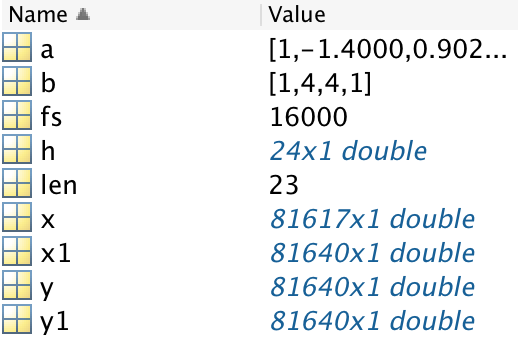 Name Value
a [1,-1.4000,0.902...
b [1,4,4,1]
fs 16000
h 24x1 double
len 23
x 81617x1 double
x1 81640x1 double
y 81640x1 double
y1 81640x1 double